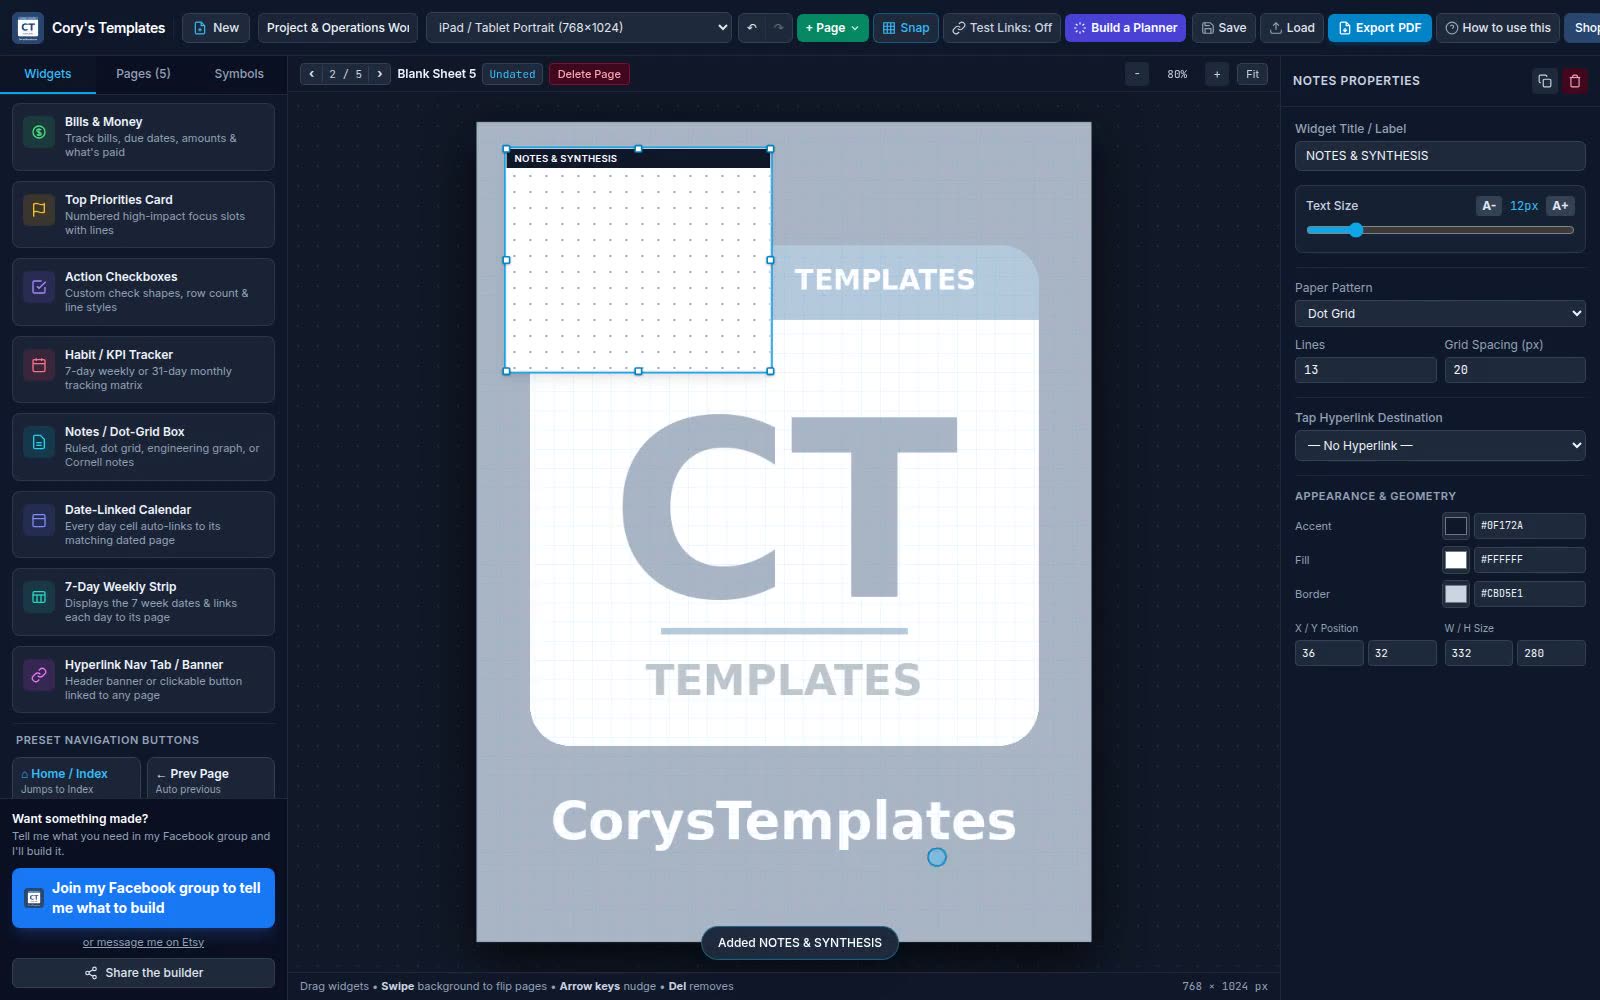 CT
Cory's Templates
New
Project & Operations Wor
iPad / Tablet Portrait (768×1024)
+ Page
Snap
Test Links: Off
Build a Planner
Save
Load
Export PDF
How to use this
Shop
Widgets
Pages (5)
Symbols
2 / 5
Blank Sheet 5
Undated
Delete Page
-
80%
+
Fit
NOTES PROPERTIES
Bills & Money
Track bills, due dates, amounts &
what's paid
Top Priorities Card
Numbered high-impact focus slots
with lines
Action Checkboxes
Custom check shapes, row count &
line styles
Habit / KPI Tracker
7-day weekly or 31-day monthly
tracking matrix
Notes / Dot-Grid Box
Ruled, dot grid, engineering graph, or
Cornell notes
Date-Linked Calendar
Every day cell auto-links to its
matching dated page
7-Day Weekly Strip
Displays the 7 week dates & links
each day to its page
Hyperlink Nav Tab / Banner
Header banner or clickable button
linked to any page
PRESET NAVIGATION BUTTONS
⌂ Home / Index
Jumps to Index
← Prev Page
Auto previous
Want something made?
Tell me what you need in my Facebook group and
I'll build it.
CT
Join my Facebook group to tell
me what to build
or message me on Etsy
Share the builder
NOTES & SYNTHESIS
TEMPLATES
CT
TEMPLATES
CorysTemplates
Added NOTES & SYNTHESIS
Drag widgets • Swipe background to flip pages • Arrow keys nudge • Del removes
768 × 1024 px
Widget Title / Label
NOTES & SYNTHESIS
Text Size
A-
12px
A+
Paper Pattern
Dot Grid
Lines
Grid Spacing (px)
13
20
Tap Hyperlink Destination
— No Hyperlink —
APPEARANCE & GEOMETRY
Accent
#0F172A
Fill
#FFFFFF
Border
#CBD5E1
X / Y Position
W / H Size
36
32
332
280